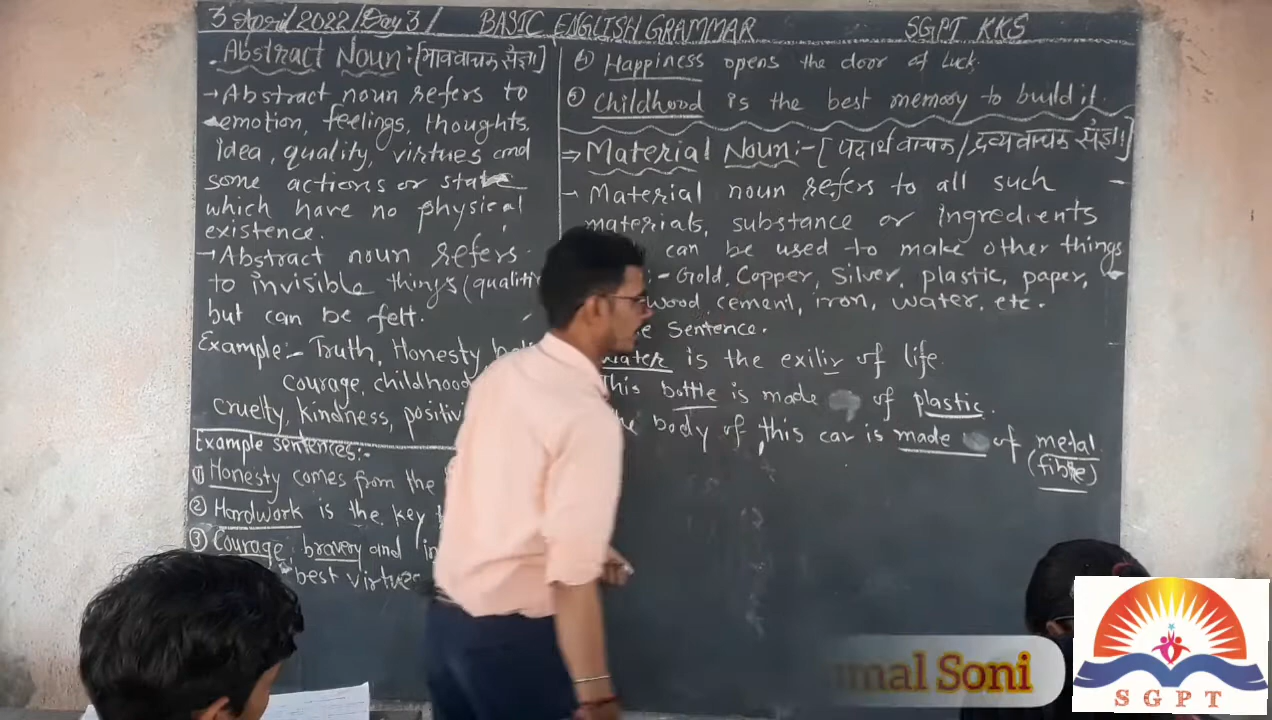 3 April 2022/Day 3/ BASIC ENGLISH GRAMMAR SGPT KKS
Abstract Noun:[भाववाचक संज्ञा]
→ Abstract noun refers to
emotion, feelings, thoughts,
idea, quality, virtues and
some actions or state
which have no physical
existence.
→ Abstract noun refers
to invisible things (qualiti
but can be felt.
Example:- Truth, Honesty
courage, childhood
cruelty, kindness, positiv
Example sentences:-
① Honesty comes from the
② Hardwork is the key
③ Courage, bravery and
best virtues
④ Happiness opens the door of Luck.
⑤ childhood is the best memory to build it.
⇒ Material Noun:- [पदार्थ वाचक/द्रव्यवाचक संज्ञा]
→ Material noun refers to all such
materials, substance or ingredients
can be used to make other things
:- Gold, Copper, Silver, plastic, paper,
wood, cement, iron, water, etc.
sentence.
water is the exiliv of life.
This bottle is made of plastic.
body of this car is made of metal
(fibre)
mal Soni
SGPT